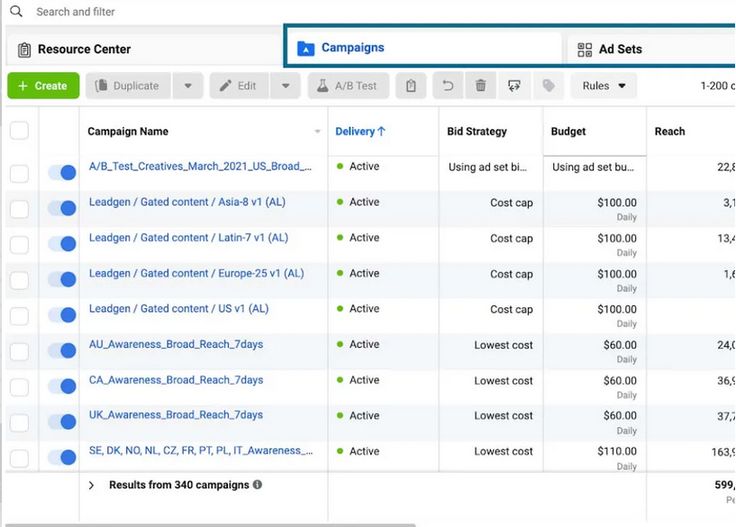 Search and filter
Resource Center
Campaigns
Ad Sets
+ Create
Duplicate
Edit
A/B Test
Rules
1-200
Campaign Name
Delivery↑
Bid Strategy
Budget
Reach
A/B_Test_Creatives_March_2021_US_Broad_...
Active
Using ad set bi...
Using ad set bu...
22,8
Leadgen / Gated content / Asia-8 v1 (AL)
Active
Cost cap
$100.00
3,1
Daily
Leadgen / Gated content / Latin-7 v1 (AL)
Active
Cost cap
$100.00
13,4
Daily
Leadgen / Gated content / Europe-25 v1 (AL)
Active
Cost cap
$100.00
1,6
Daily
Leadgen / Gated content / US v1 (AL)
Active
Cost cap
$100.00
Daily
AU_Awareness_Broad_Reach_7days
Active
Lowest cost
$60.00
24,0
Daily
CA_Awareness_Broad_Reach_7days
Active
Lowest cost
$60.00
36,9
Daily
UK_Awareness_Broad_Reach_7days
Active
Lowest cost
$60.00
37,7
Daily
SE, DK, NO, NL, CZ, FR, PT, PL, IT_Awareness_...
Active
Lowest cost
$110.00
163,9
Daily
Results from 340 campaigns
599,
Pe